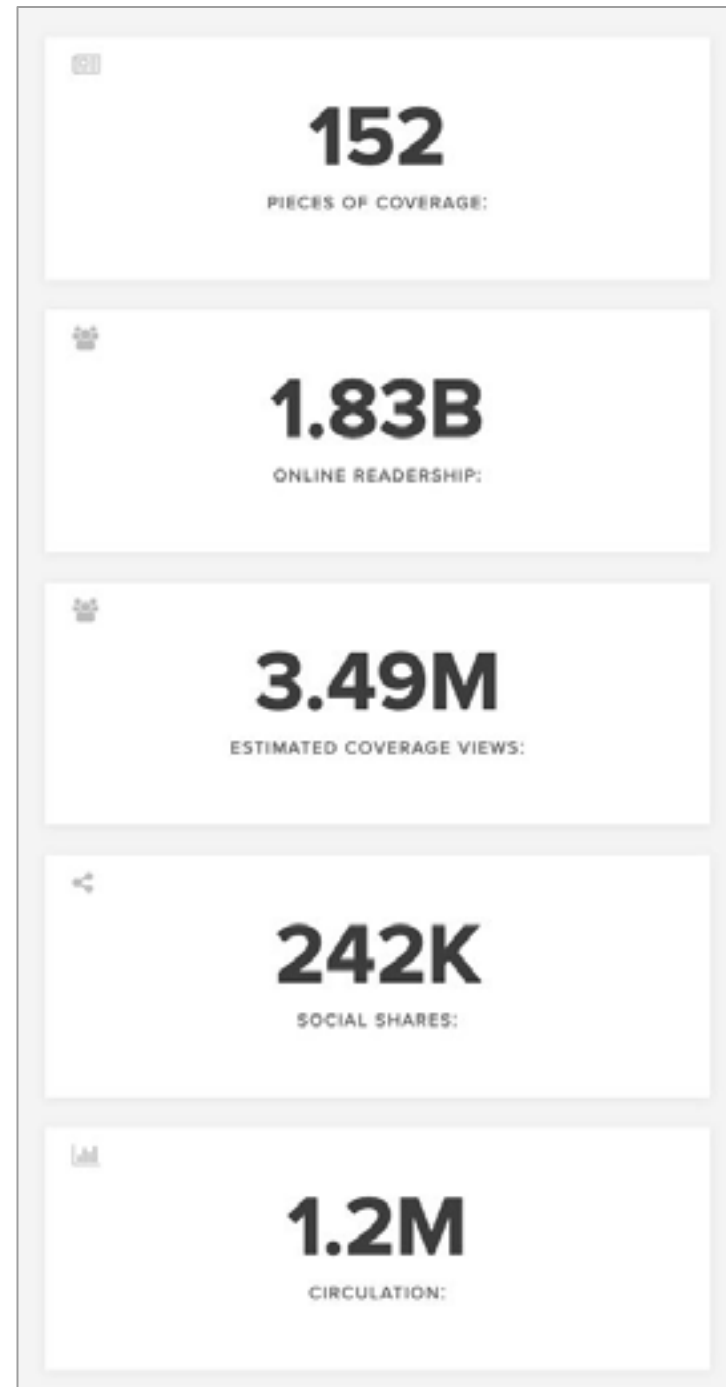 152
PIECES OF COVERAGE:
1.83B
ONLINE READERSHIP:
3.49M
ESTIMATED COVERAGE VIEWS:
242K
SOCIAL SHARES:
1.2M
CIRCULATION: